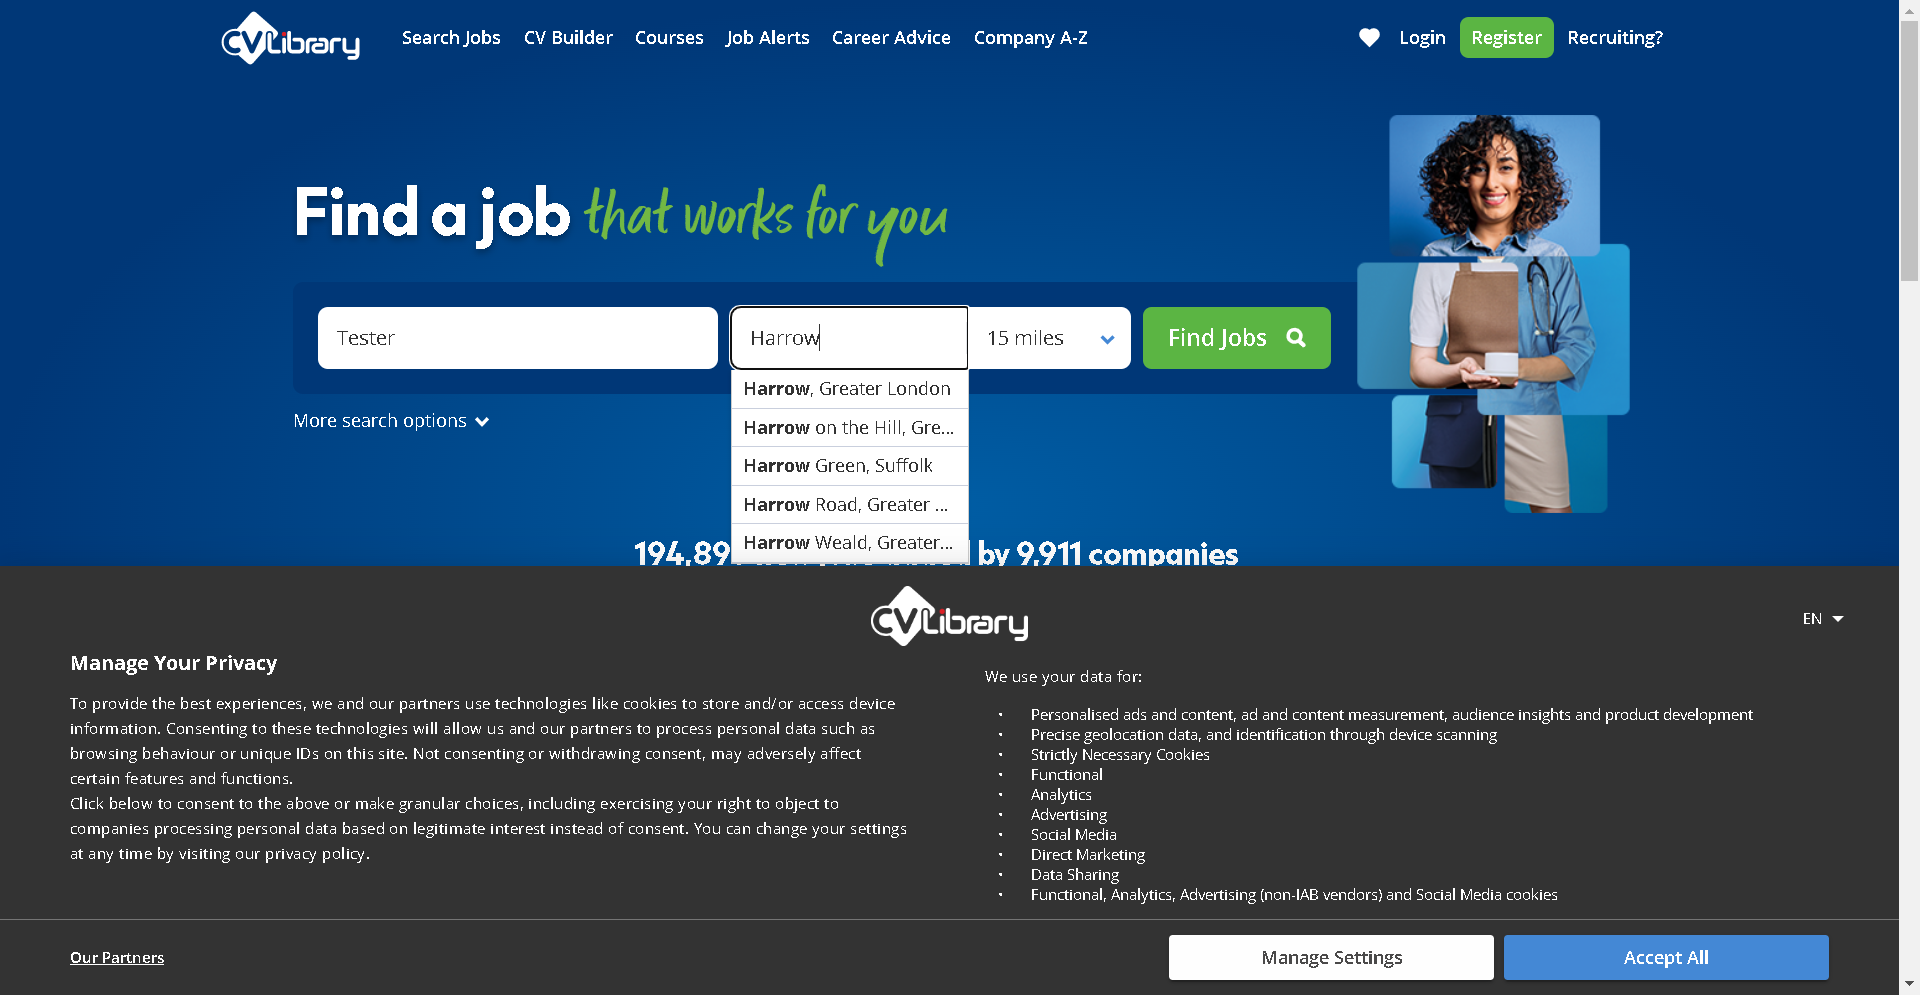 CVLibrary
Search Jobs
CV Builder
Courses
Job Alerts
Career Advice
Company A-Z
Login
Register
Recruiting?
Find a job that works for you
Tester
Harrow
15 miles
Find Jobs
Harrow, Greater London
Harrow on the Hill, Gre...
Harrow Green, Suffolk
Harrow Road, Greater ...
Harrow Weald, Greater...
More search options
by 9,911 companies
CVLibrary
EN
Manage Your Privacy
To provide the best experiences, we and our partners use technologies like cookies to store and/or access device
information. Consenting to these technologies will allow us and our partners to process personal data such as
browsing behaviour or unique IDs on this site. Not consenting or withdrawing consent, may adversely affect
certain features and functions.
Click below to consent to the above or make granular choices, including exercising your right to object to
companies processing personal data based on legitimate interest instead of consent. You can change your settings
at any time by visiting our privacy policy.
We use your data for:
• Personalised ads and content, ad and content measurement, audience insights and product development
• Precise geolocation data, and identification through device scanning
• Strictly Necessary Cookies
• Functional
• Analytics
• Advertising
• Social Media
• Direct Marketing
• Data Sharing
• Functional, Analytics, Advertising (non-IAB vendors) and Social Media cookies
Our Partners
Manage Settings
Accept All